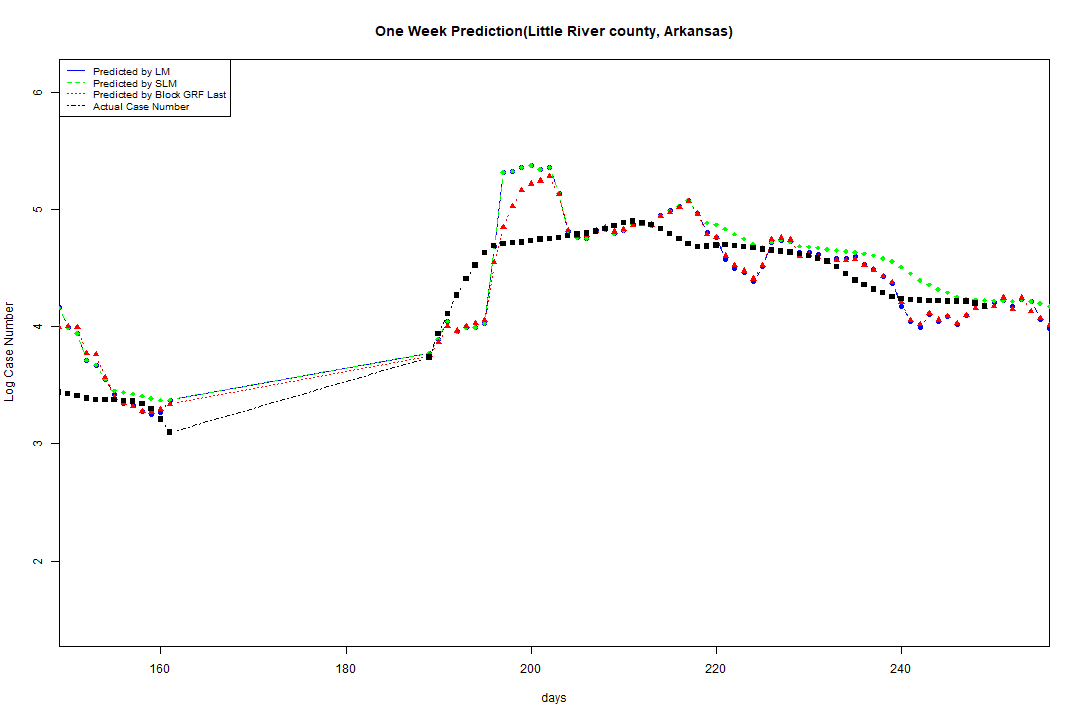 One Week Prediction(Little River county, Arkansas)
Predicted by LM
Predicted by SLM
Predicted by Block GRF Last
Actual Case Number
6
5
4
3
2
Log Case Number
160 180 200 220 240
days